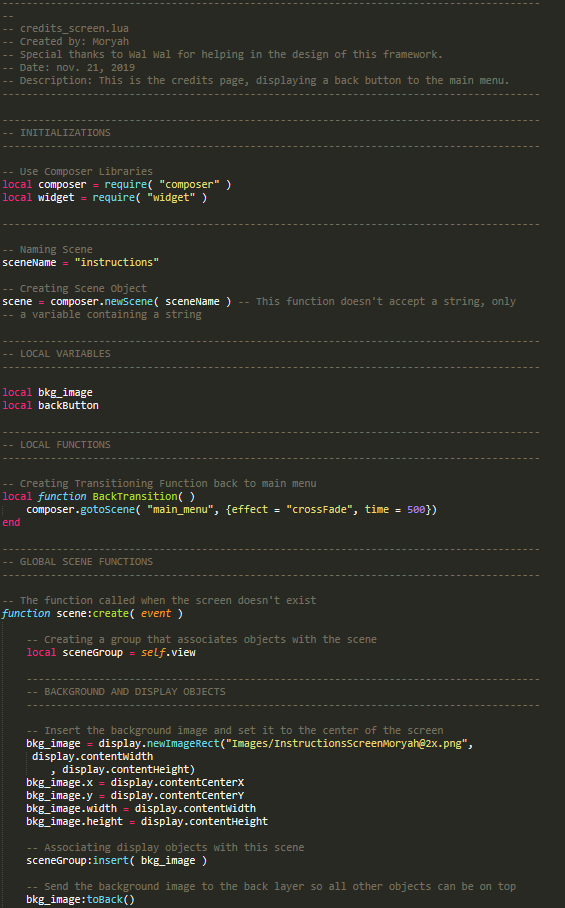 -----------------------------------------------------------------------------------------
--
-- credits_screen.lua
-- Created by: Moryah
-- Special thanks to Wal Wal for helping in the design of this framework.
-- Date: nov. 21, 2019
-- Description: This is the credits page, displaying a back button to the main menu.
-----------------------------------------------------------------------------------------
-----------------------------------------------------------------------------------------
-- INITIALIZATIONS
-----------------------------------------------------------------------------------------
-- Use Composer Libraries
local composer = require( "composer" )
local widget = require( "widget" )
-----------------------------------------------------------------------------------------
-- Naming Scene
sceneName = "instructions"
-- Creating Scene Object
scene = composer.newScene( sceneName ) -- This function doesn't accept a string, only
-- a variable containing a string
-----------------------------------------------------------------------------------------
-- LOCAL VARIABLES
-----------------------------------------------------------------------------------------
local bkg_image
local backButton
-----------------------------------------------------------------------------------------
-- LOCAL FUNCTIONS
-----------------------------------------------------------------------------------------
-- Creating Transitioning Function back to main menu
local function BackTransition( )
    composer.gotoScene( "main_menu", {effect = "crossFade", time = 500})
end
-----------------------------------------------------------------------------------------
-- GLOBAL SCENE FUNCTIONS
-----------------------------------------------------------------------------------------
-- The function called when the screen doesn't exist
function scene:create( event )
    -- Creating a group that associates objects with the scene
    local sceneGroup = self.view
    -----------------------------------------------------------------------------------------
    -- BACKGROUND AND DISPLAY OBJECTS
    -----------------------------------------------------------------------------------------
    -- Insert the background image and set it to the center of the screen
    bkg_image = display.newImageRect("Images/InstructionsScreenMoryah@2x.png",
     display.contentWidth
        , display.contentHeight)
    bkg_image.x = display.contentCenterX
    bkg_image.y = display.contentCenterY
    bkg_image.width = display.contentWidth
    bkg_image.height = display.contentHeight
    -- Associating display objects with this scene
    sceneGroup:insert( bkg_image )
    -- Send the background image to the back layer so all other objects can be on top
    bkg_image:toBack()